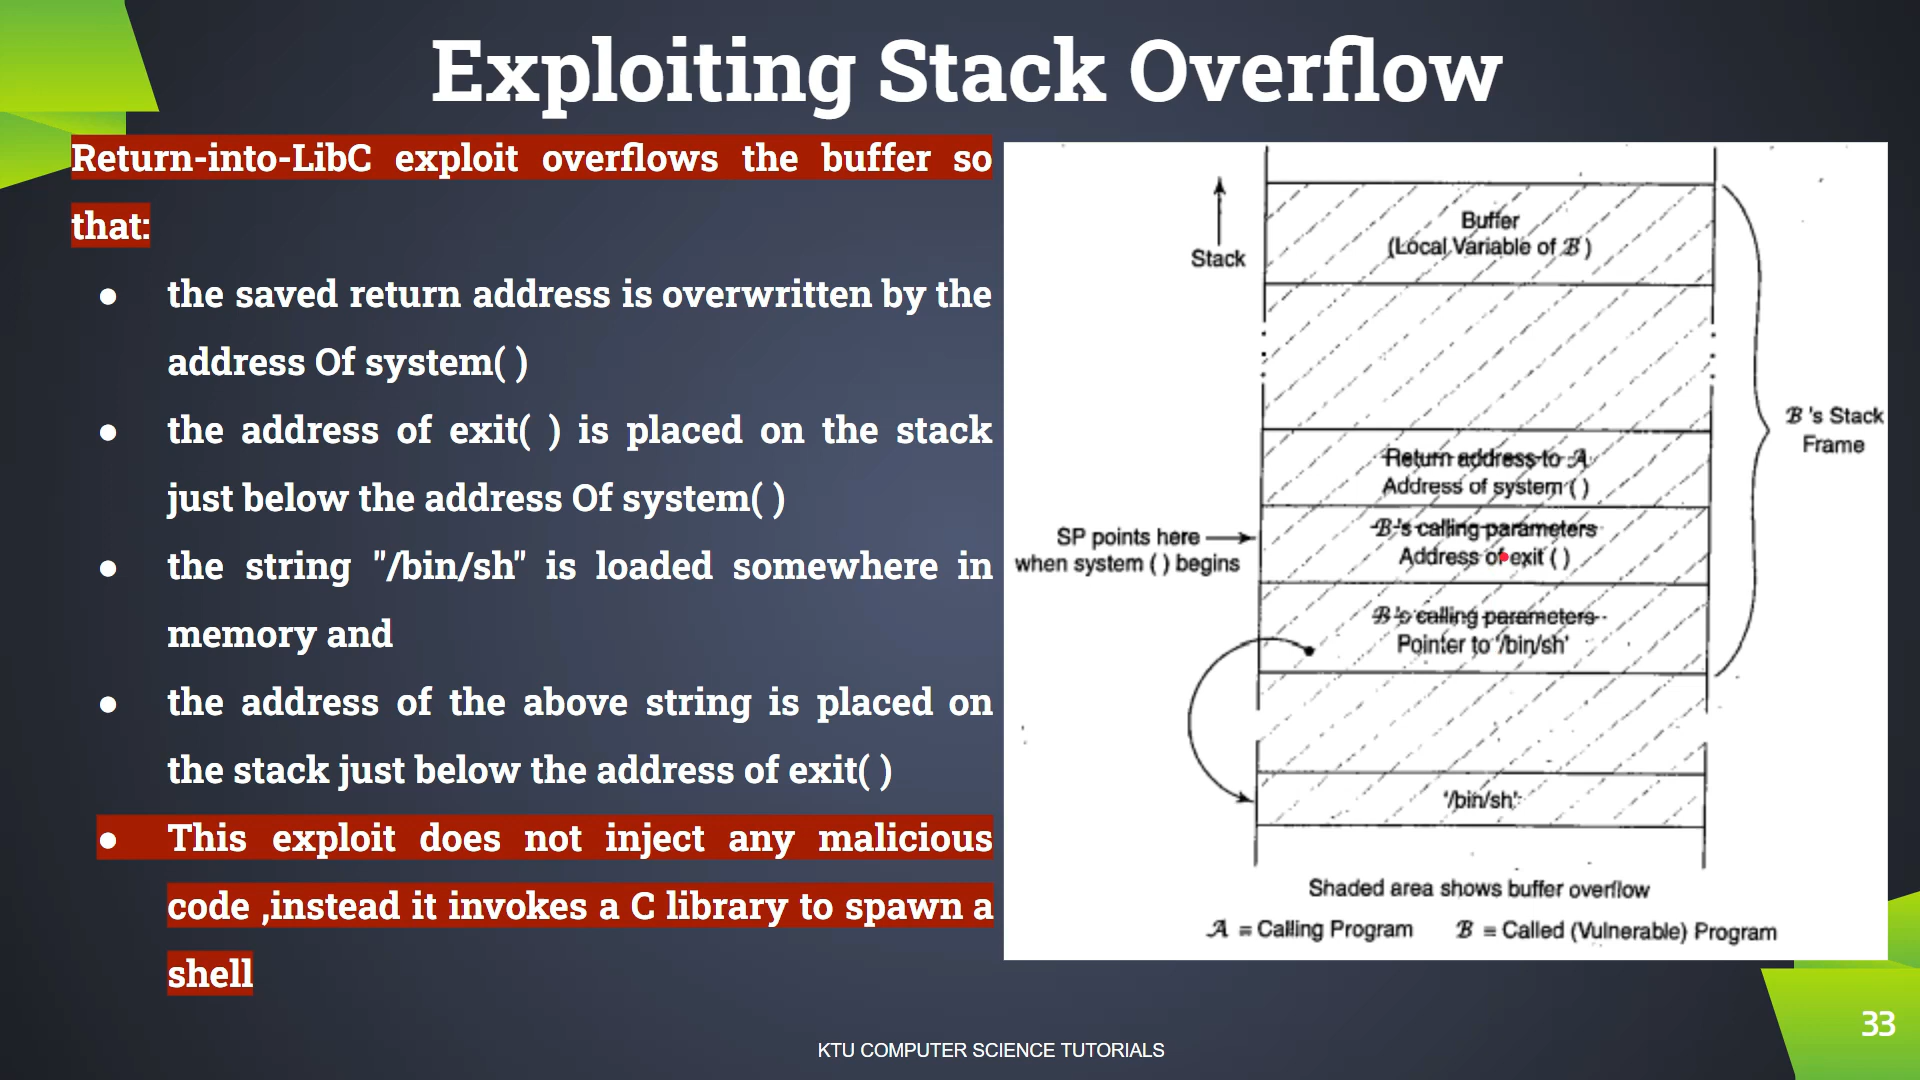 Exploiting Stack Overflow
Return-into-LibC exploit overflows the buffer so
that:
● the saved return address is overwritten by the
address Of system( )
● the address of exit( ) is placed on the stack
just below the address Of system( )
● the string "/bin/sh" is loaded somewhere in
memory and
● the address of the above string is placed on
the stack just below the address of exit( )
● This exploit does not inject any malicious
code ,instead it invokes a C library to spawn a
shell
Stack
Buffer
(Local Variable of B)
Return address to A
Address of system ( )
B's calling parameters
Address of exit ( )
SP points here
when system ( ) begins
B's calling parameters
Pointer to '/bin/sh'
B's Stack
Frame
'/bin/sh'
Shaded area shows buffer overflow
A = Calling Program B = Called (Vulnerable) Program
KTU COMPUTER SCIENCE TUTORIALS
33